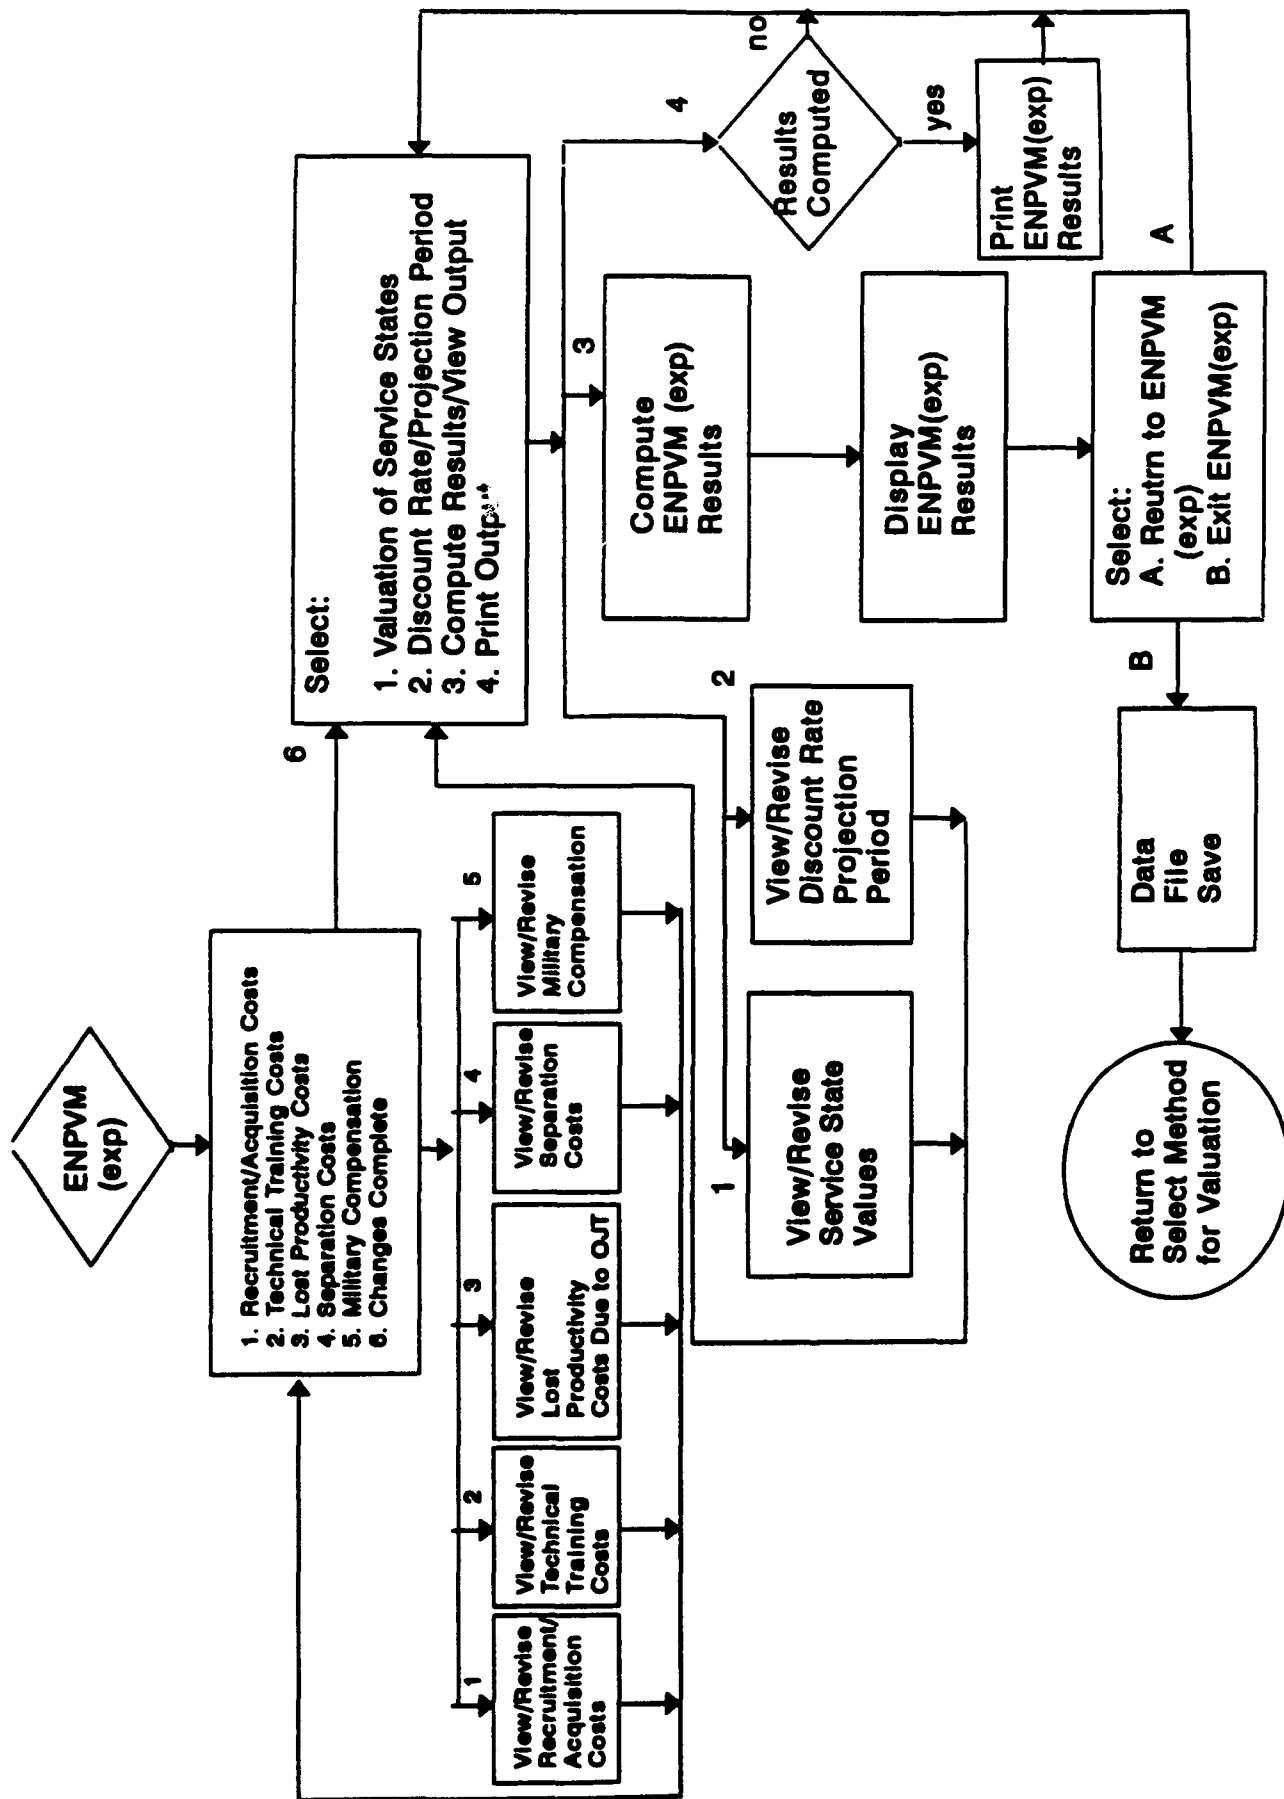 ENPVM
(exp)
1. Recruitment/Acquisition Costs
2. Technical Training Costs
3. Lost Productivity Costs
4. Separation Costs
5. Military Compensation
6. Changes Complete
6
1
2
3
4
5
View/Revise
Recruitment/
Acquisition
Costs
View/Revise
Technical
Training
Costs
View/Revise
Lost
Productivity
Costs Due to OJT
View/Revise
Separation
Costs
View/Revise
Military
Compensation
Select:
1. Valuation of Service States
2. Discount Rate/Projection Period
3. Compute Results/View Output
4. Print Output
1
2
3
4
View/Revise
Service State
Values
View/Revise
Discount Rate
Projection
Period
Compute
ENPVM (exp)
Results
Results
Computed
no
yes
Print
ENPVM(exp)
Results
Display
ENPVM(exp)
Results
Select:
A. Reutrn to ENPVM
(exp)
B. Exit ENPVM(exp)
A
B
Data
File
Save
Return to
Select Method
for Valuation